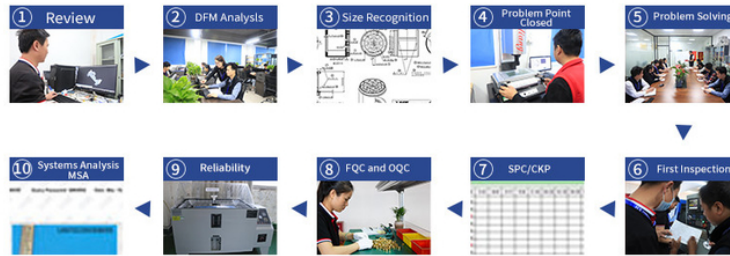 ① Review
② DFM Analysls
③ Size Recognition
④ Problem Point
Closed
⑤ Problem Solving
⑩ Systems Analysis
MSA
⑨ Reliability
⑧ FQC and OQC
⑦ SPC/CKP
⑥ First Inspection